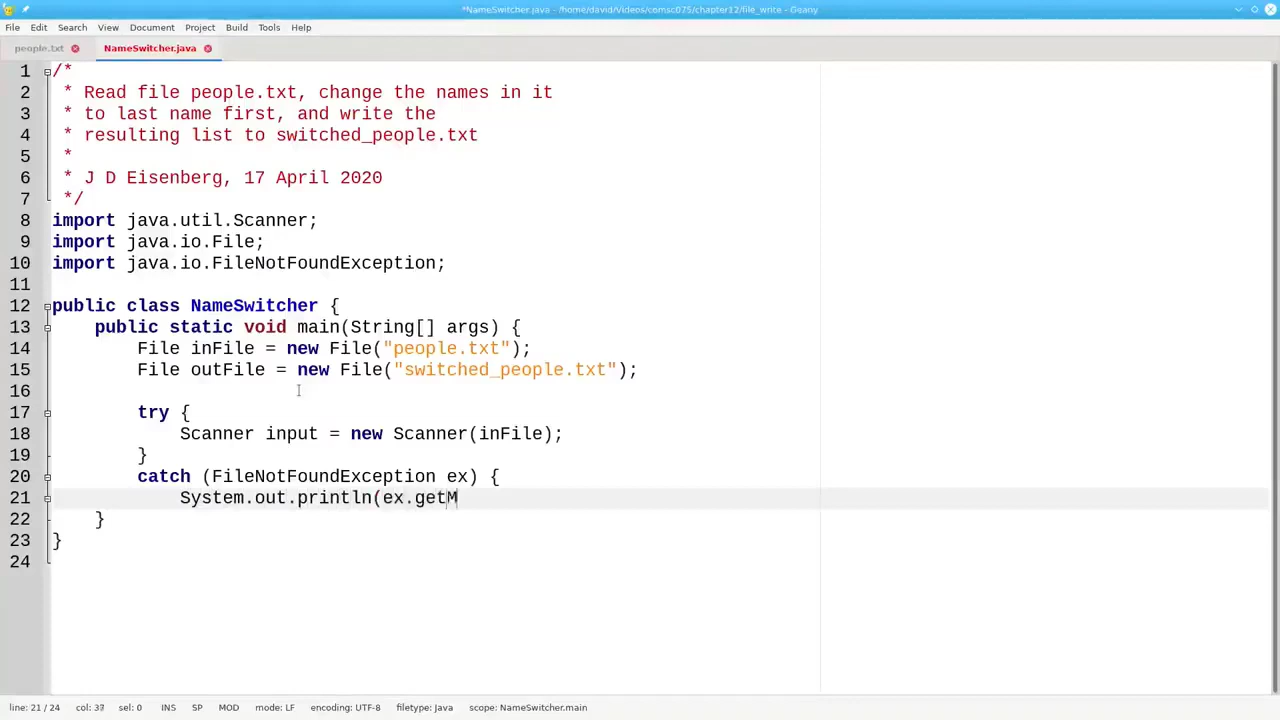 *NameSwitcher.java - /home/david/Videos/comsc075/chapter12/file_write - Geany
File Edit Search View Document Project Build Tools Help
people.txt NameSwitcher.java
1 /*
2 * Read file people.txt, change the names in it
3 * to last name first, and write the
4 * resulting list to switched_people.txt
5 *
6 * J D Eisenberg, 17 April 2020
7 */
8 import java.util.Scanner;
9 import java.io.File;
10 import java.io.FileNotFoundException;
11
12 public class NameSwitcher {
13 public static void main(String[] args) {
14 File inFile = new File("people.txt");
15 File outFile = new File("switched_people.txt");
16
17 try {
18 Scanner input = new Scanner(inFile);
19 }
20 catch (FileNotFoundException ex) {
21 System.out.println(ex.getM
22 }
23 }
24
line: 21 / 24 col: 37 sel: 0 INS SP MOD mode: LF encoding: UTF-8 filetype: Java scope: NameSwitcher.main